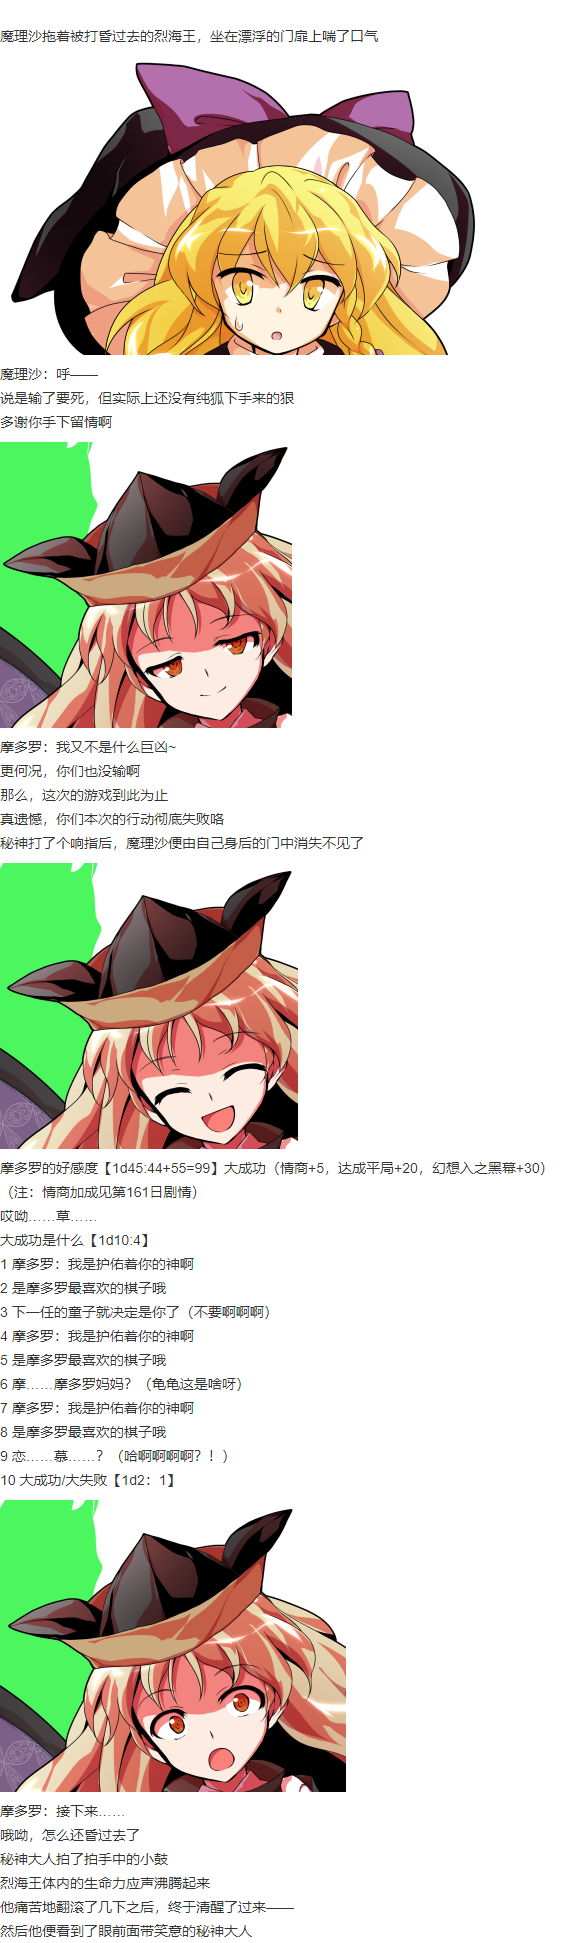 魔理沙拖着被打昏过去的烈海王，坐在漂浮的门扉上喘了口气
魔理沙：呼——
说是输了要死，但实际上还没有纯狐下手来的狠
多谢你手下留情啊
摩多罗：我又不是什么巨凶~
更何况，你们也没输啊
那么，这次的游戏到此为止
真遗憾，你们本次的行动彻底失败咯
秘神打了个响指后，魔理沙便由自己身后的门中消失不见了
摩多罗的好感度【1d45:44+55=99】大成功（情商+5，达成平局+20，幻想入之黑幕+30）
（注：情商加成见第161日剧情）
哎呦……草……
大成功是什么【1d10:4】
1 摩多罗：我是护佑着你的神啊
2 是摩多罗最喜欢的棋子哦
3 下一任的童子就决定是你了（不要啊啊啊）
4 摩多罗：我是护佑着你的神啊
5 是摩多罗最喜欢的棋子哦
6 摩……摩多罗妈妈？（龟龟这是啥呀）
7 摩多罗：我是护佑着你的神啊
8 是摩多罗最喜欢的棋子哦
9 恋……慕……？（哈啊啊啊啊？！）
10 大成功/大失败【1d2：1】
摩多罗：接下来……
哦呦，怎么还昏过去了
秘神大人拍了拍手中的小鼓
烈海王体内的生命力应声沸腾起来
他痛苦地翻滚了几下之后，终于清醒了过来——
然后他便看到了眼前面带笑意的秘神大人